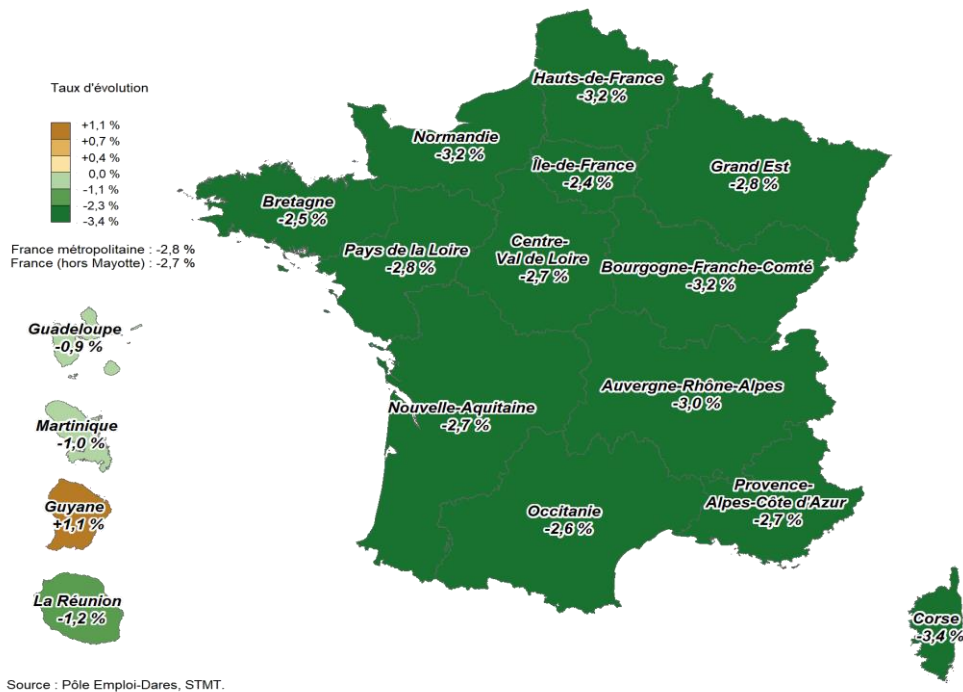 Taux d'évolution
+1,1 %
+0,7 %
+0,4 %
0,0 %
-1,1 %
-2,3 %
-3,4 %
France métropolitaine : -2,8 %
France (hors Mayotte) : -2,7 %
Guadeloupe
-0,9 %
Martinique
-1,0 %
Guyane
+1,1 %
La Réunion
-1,2 %
Hauts-de-France
-3,2 %
Normandie
-3,2 %
Île-de-France
-2,4 %
Grand Est
-2,8 %
Bretagne
-2,5 %
Pays de la Loire
-2,8 %
Centre-
Val de Loire
-2,7 %
Bourgogne-Franche-Comté
-3,2 %
Nouvelle-Aquitaine
-2,7 %
Auvergne-Rhône-Alpes
-3,0 %
Occitanie
-2,6 %
Provence-
Alpes-Côte d'Azur
-2,7 %
Corse
-3,4 %
Source : Pôle Emploi-Dares, STMT.